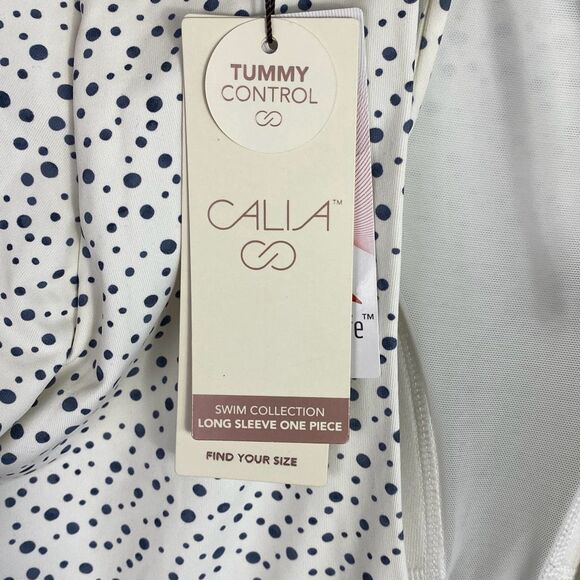 TUMMY
CONTROL
CALIA™
SWIM COLLECTION
LONG SLEEVE ONE PIECE
FIND YOUR SIZE